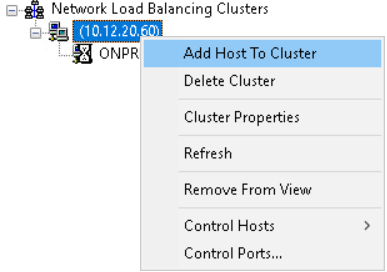 Network Load Balancing Clusters
(10.12.20.60)
ONPR
Add Host To Cluster
Delete Cluster
Cluster Properties
Refresh
Remove From View
Control Hosts
Control Ports...